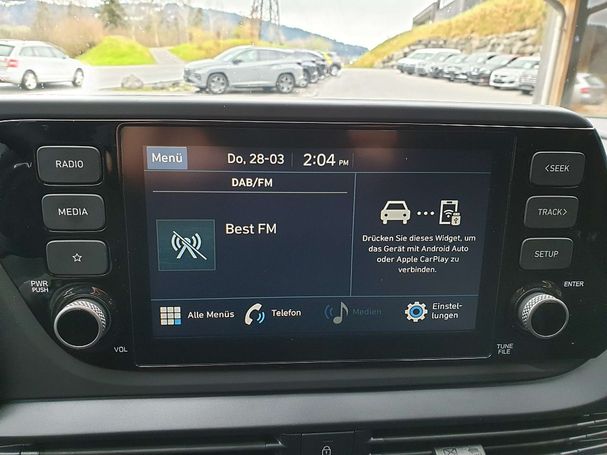 RADIO
MEDIA
PWR
PUSH
VOL
Menü
Do, 28-03
2:04 PM
DAB/FM
Best FM
Drücken Sie dieses Widget, um
das Gerät mit Android Auto
oder Apple CarPlay zu
verbinden.
Alle Menüs
Telefon
Medien
Einstel-
lungen
<SEEK
TRACK>
SETUP
ENTER
TUNE
FILE